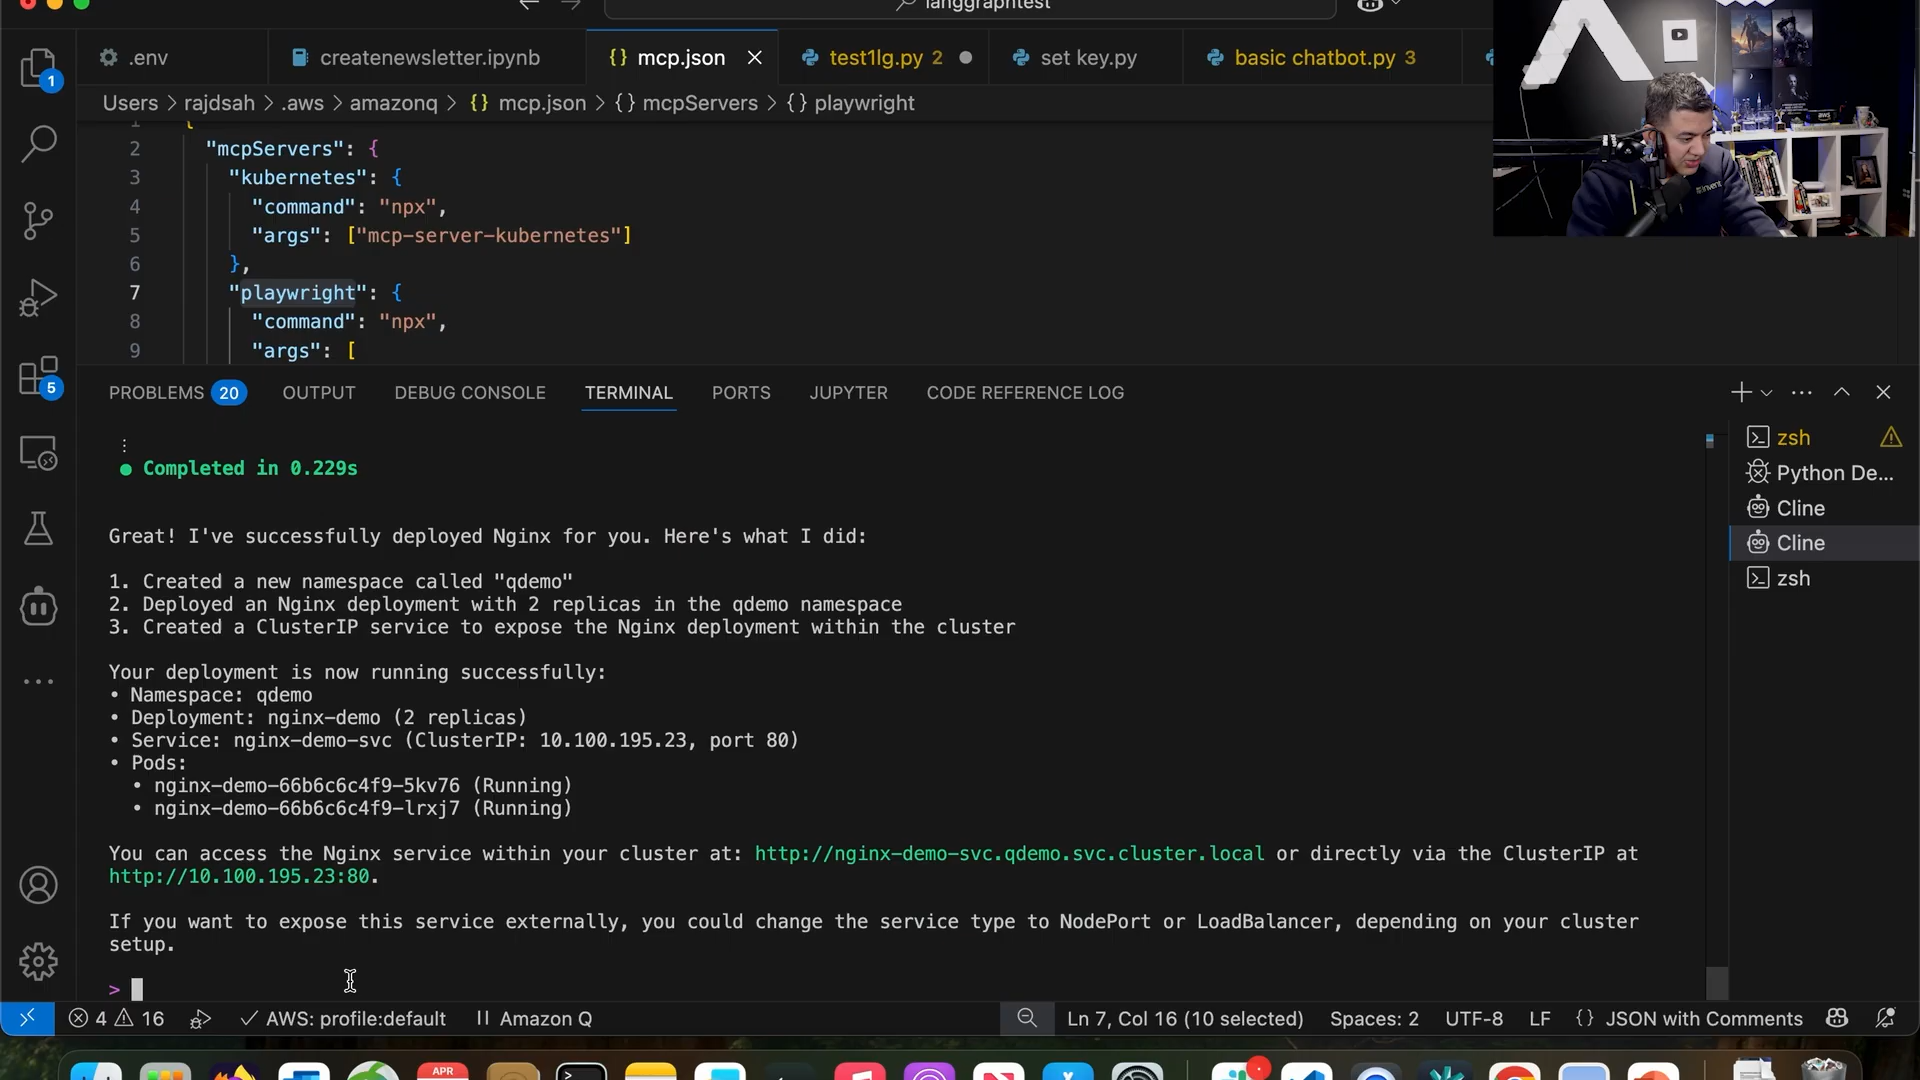 langgraphtest
.env
createnewsletter.ipynb
{} mcp.json
test1lg.py 2
set key.py
basic chatbot.py 3
Users > rajdsah > .aws > amazonq > {} mcp.json > {} mcpServers > {} playwright
1 {
2 "mcpServers": {
3 "kubernetes": {
4 "command": "npx",
5 "args": ["mcp-server-kubernetes"]
6 },
7 "playwright": {
8 "command": "npx",
9 "args": [
1
5
PROBLEMS 20 OUTPUT DEBUG CONSOLE TERMINAL PORTS JUPYTER CODE REFERENCE LOG
zsh
Python De...
Cline
Cline
zsh
● Completed in 0.229s
Great! I've successfully deployed Nginx for you. Here's what I did:
1. Created a new namespace called "qdemo"
2. Deployed an Nginx deployment with 2 replicas in the qdemo namespace
3. Created a ClusterIP service to expose the Nginx deployment within the cluster
Your deployment is now running successfully:
• Namespace: qdemo
• Deployment: nginx-demo (2 replicas)
• Service: nginx-demo-svc (ClusterIP: 10.100.195.23, port 80)
• Pods:
• nginx-demo-66b6c6c4f9-5kv76 (Running)
• nginx-demo-66b6c6c4f9-lrxj7 (Running)
You can access the Nginx service within your cluster at: http://nginx-demo-svc.qdemo.svc.cluster.local or directly via the ClusterIP at
http://10.100.195.23:80.
If you want to expose this service externally, you could change the service type to NodePort or LoadBalancer, depending on your cluster
setup.
>
4 16 AWS: profile:default Amazon Q Ln 7, Col 16 (10 selected) Spaces: 2 UTF-8 LF {} JSON with Comments
APR